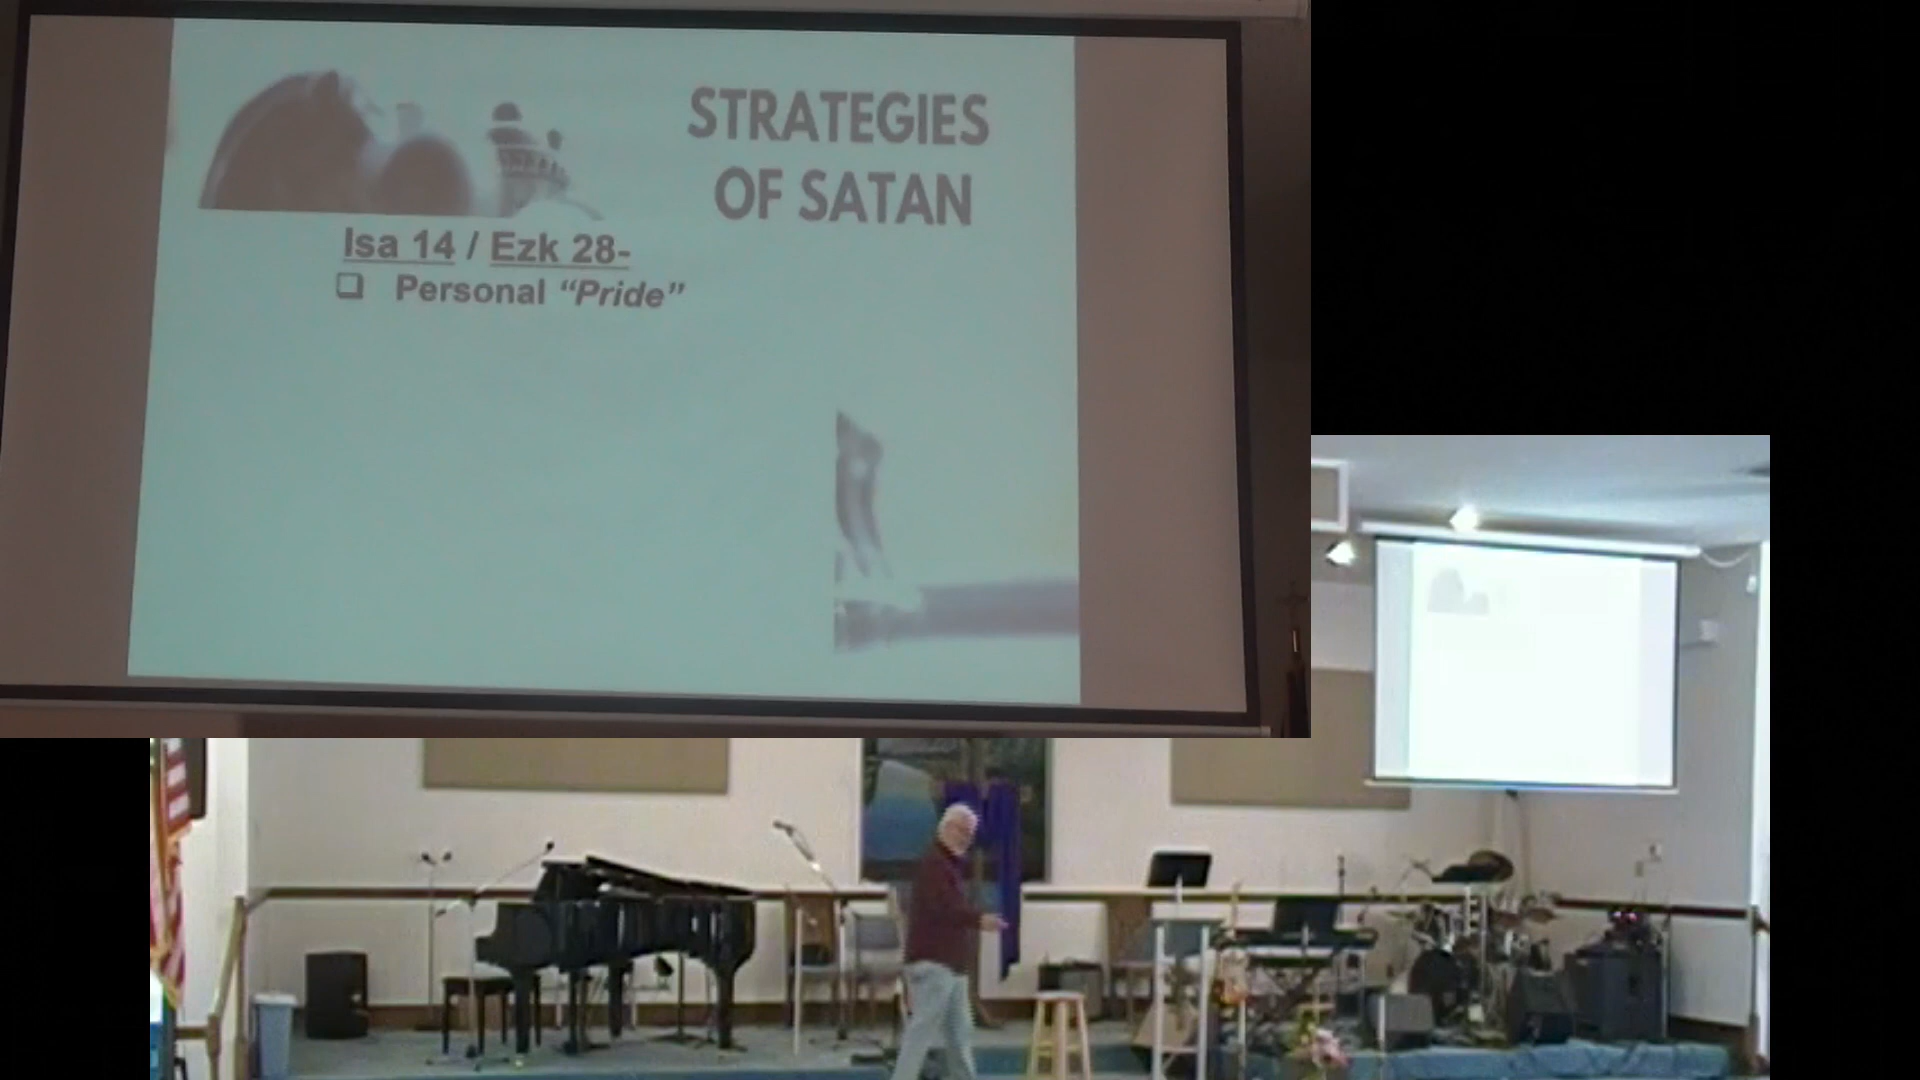 STRATEGIES
OF SATAN
Isa 14 / Ezk 28-
❑ Personal “Pride”